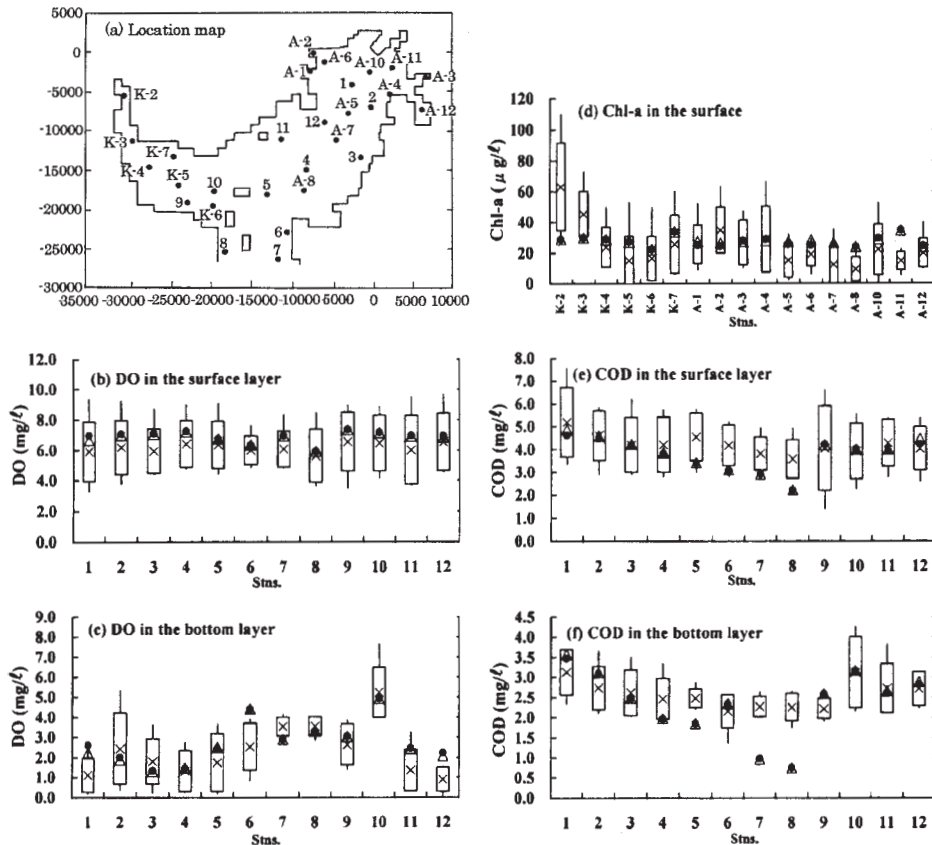 (a) Location map
5000
0
-5000
-10000
-15000
-20000
-25000
-30000
35000 -30000 -25000 -20000 -15000 -10000 -5000 0 5000 10000
A-2
A-6
A-11
A-10
A-1
A-3
1
A-4
K-2
A-5
2
A-12
12
A-7
K-3
11
K-7
3
K-4
4
K-5
A-8
10
5
9
K-6
6
8
7
(d) Chl-a in the surface
Chl-a (μg/ℓ)
120
100
80
60
40
20
0
K-2 K-3 K-4 K-5 K-6 K-7 A-1 A-2 A-3 A-4 A-5 A-6 A-7 A-8 A-10 A-11 A-12
Stns.
(b) DO in the surface layer
DO (mg/ℓ)
12.0
10.0
8.0
6.0
4.0
2.0
0.0
1 2 3 4 5 6 7 8 9 10 11 12
Stns.
(e) COD in the surface layer
COD (mg/ℓ)
8.0
7.0
6.0
5.0
4.0
3.0
2.0
1.0
0.0
1 2 3 4 5 6 7 8 9 10 11 12
Stns.
(c) DO in the bottom layer
DO (mg/ℓ)
9.0
8.0
7.0
6.0
5.0
4.0
3.0
2.0
1.0
0.0
1 2 3 4 5 6 7 8 9 10 11 12
Stns.
(f) COD in the bottom layer
COD (mg/ℓ)
4.5
4.0
3.5
3.0
2.5
2.0
1.5
1.0
0.5
0.0
1 2 3 4 5 6 7 8 9 10 11 12
Stns.